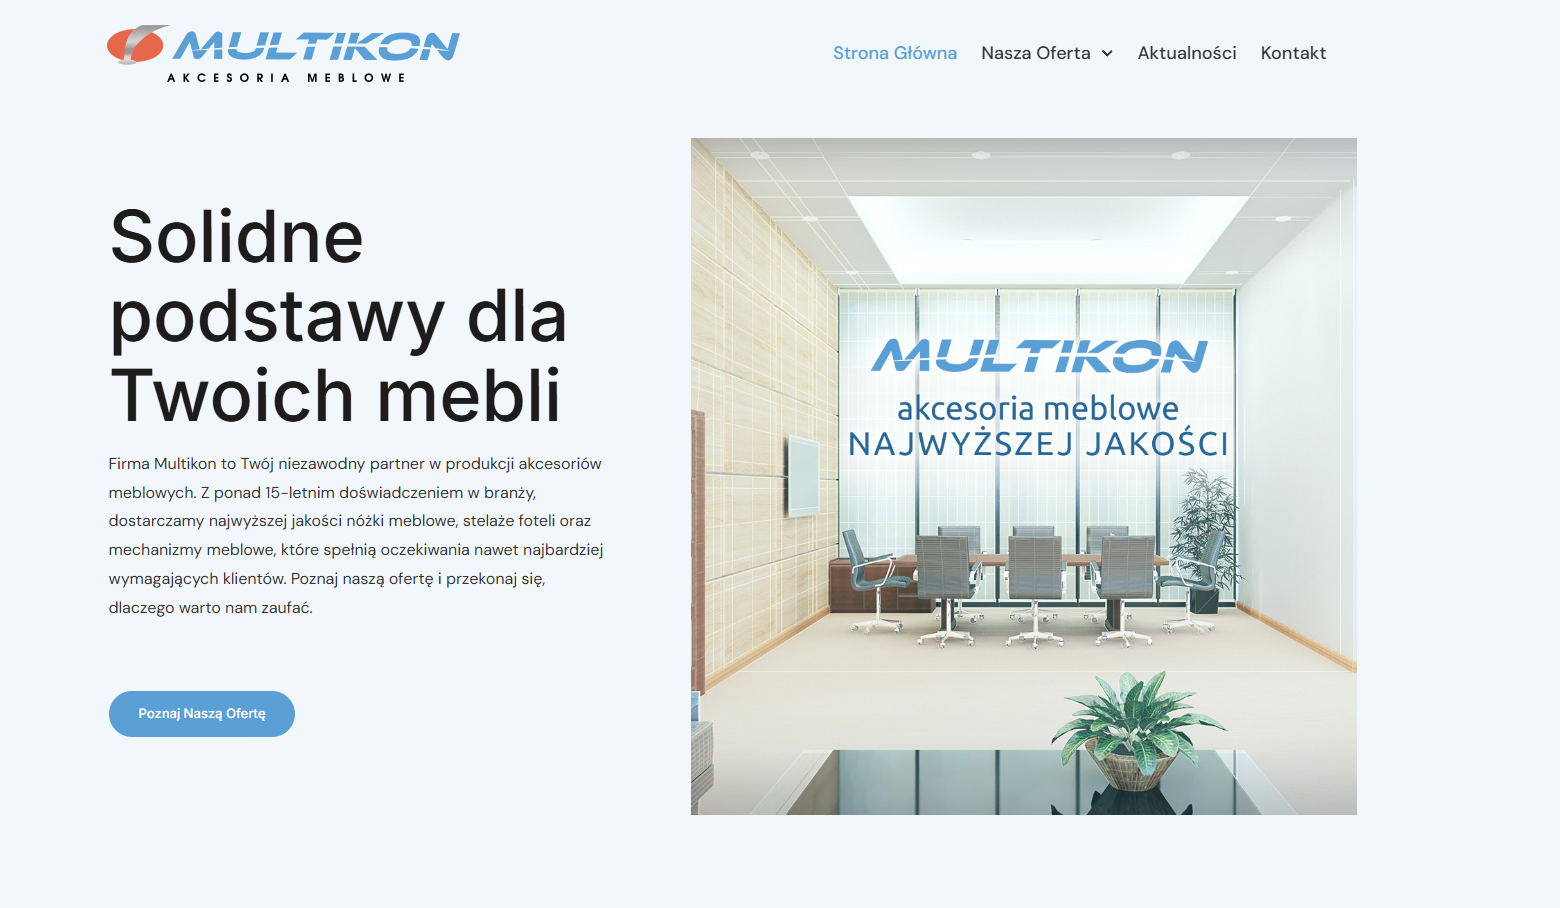 MULTIKON
AKCESORIA MEBLOWE
Strona Główna Nasza Oferta Aktualności Kontakt
Solidne
podstawy dla
Twoich mebli
Firma Multikon to Twój niezawodny partner w produkcji akcesoriów
meblowych. Z ponad 15-letnim doświadczeniem w branży,
dostarczamy najwyższej jakości nóżki meblowe, stelaże foteli oraz
mechanizmy meblowe, które spełnią oczekiwania nawet najbardziej
wymagających klientów. Poznaj naszą ofertę i przekonaj się,
dlaczego warto nam zaufać.
Poznaj Naszą Ofertę
MULTIKON
akcesoria meblowe
NAJWYŻSZEJ JAKOŚCI